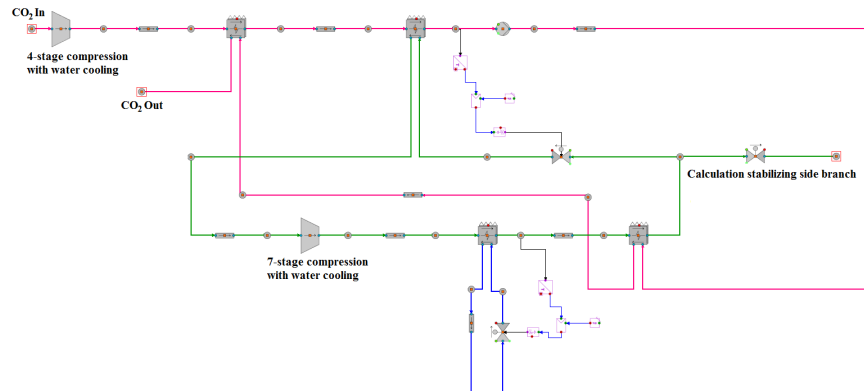 CO₂ In
4-stage compression
with water cooling
CO₂ Out
Calculation stabilizing side branch
7-stage compression
with water cooling